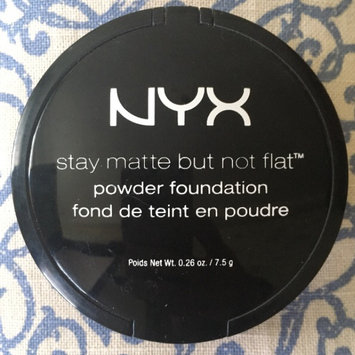 NYX
stay matte but not flat™
powder foundation
fond de teint en poudre
Poids Net Wt. 0.26 oz. / 7.5 g